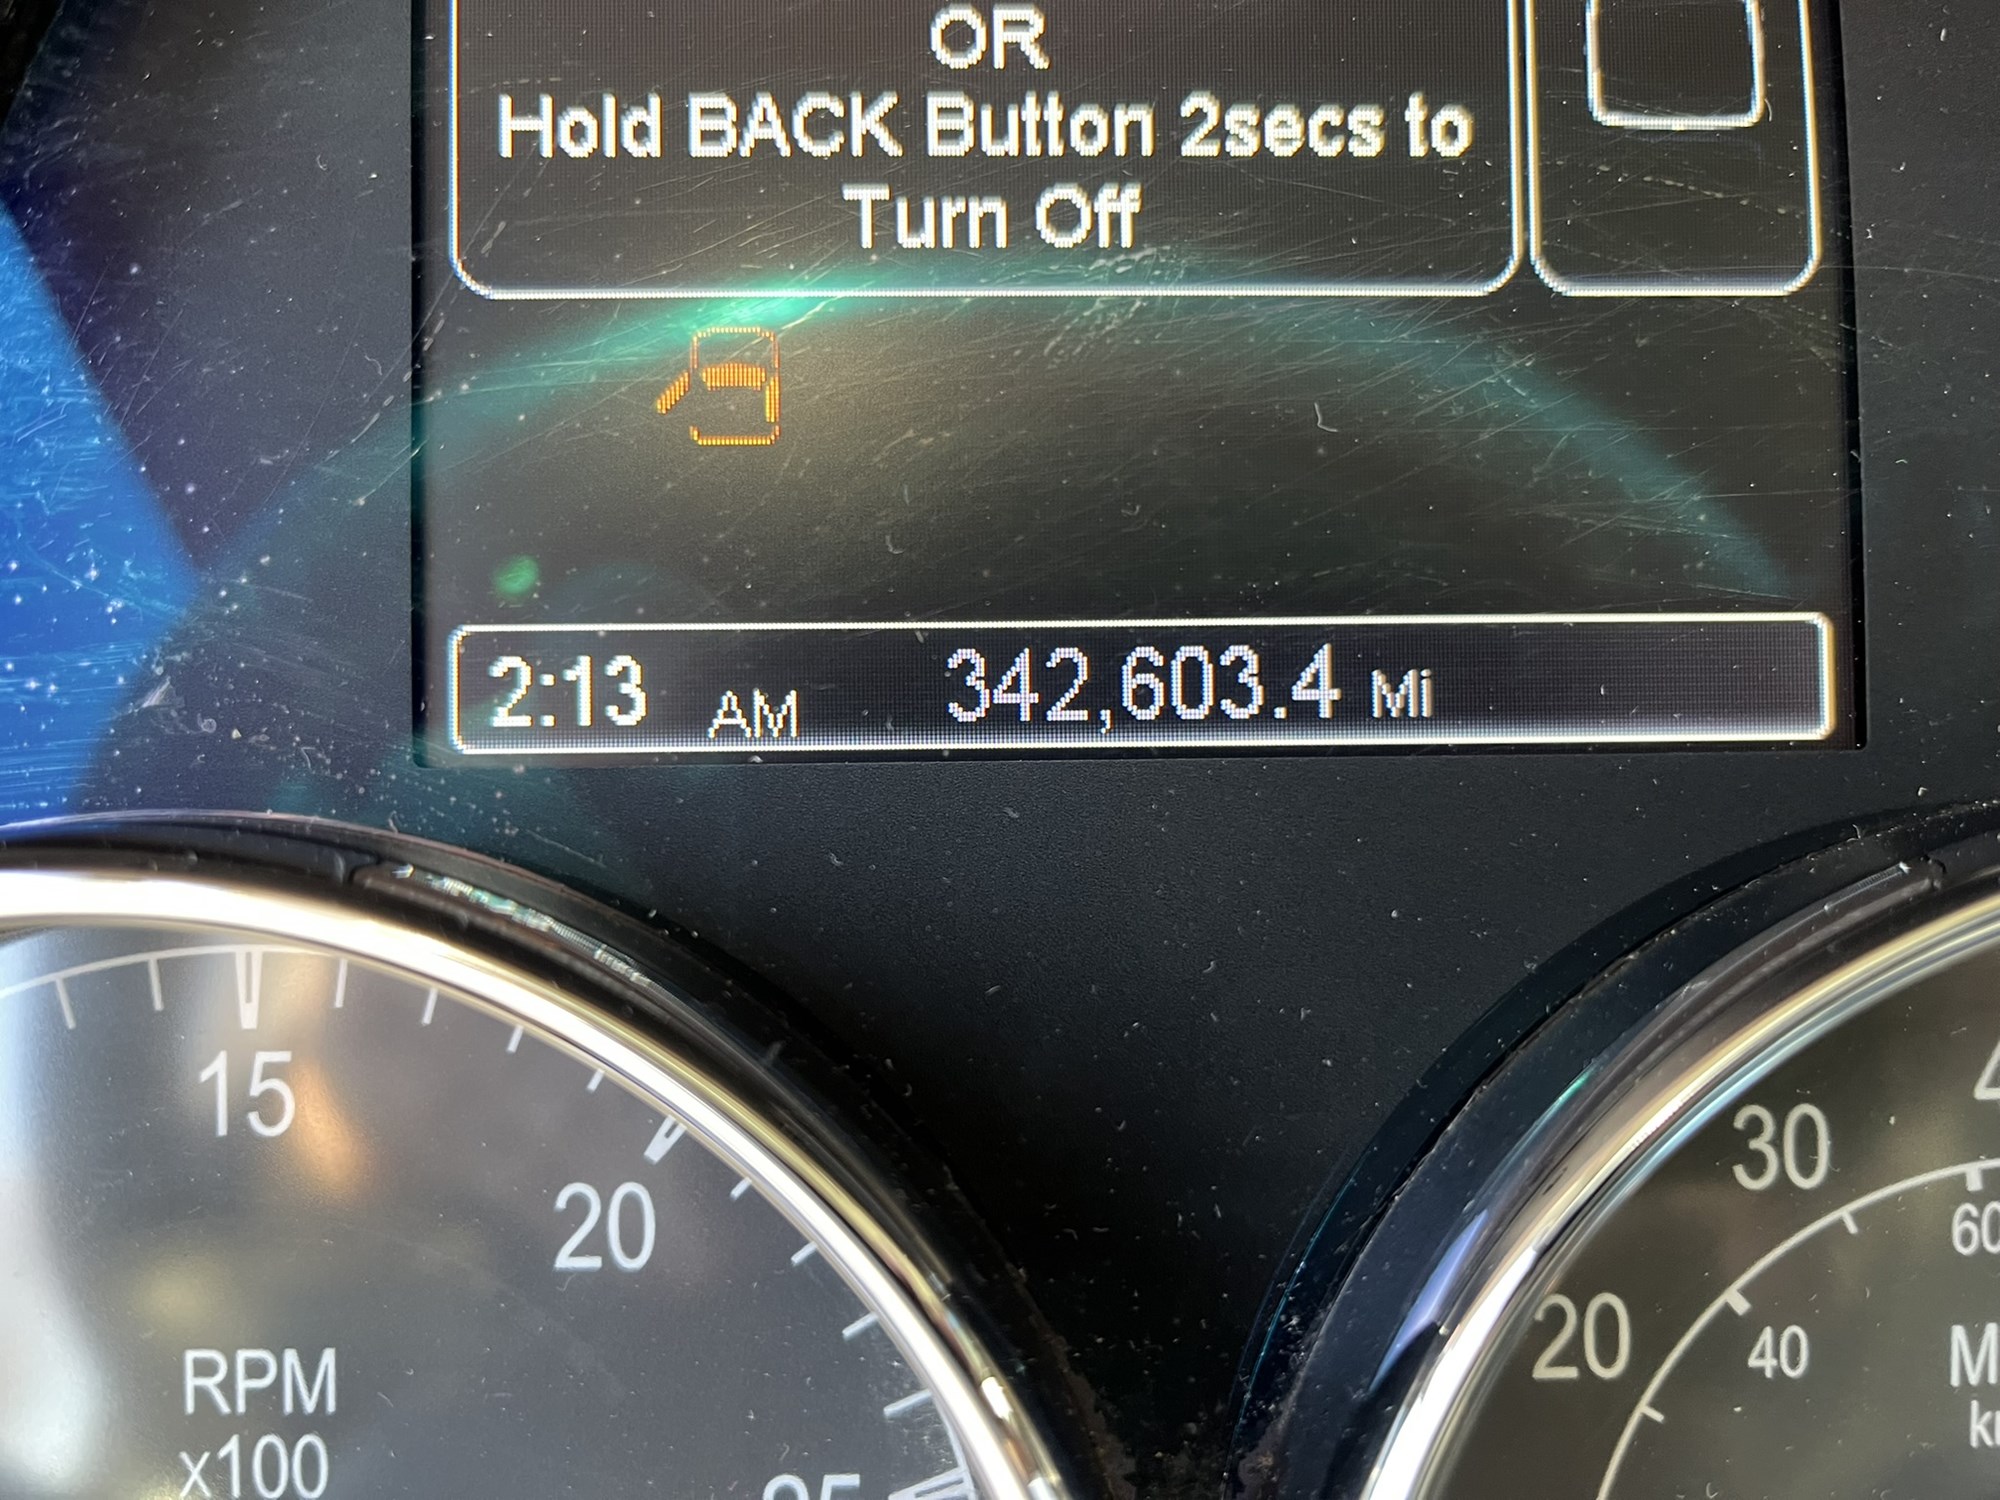 OR
Hold BACK Button 2secs to
Turn Off
2:13 AM 342,603.4 Mi
15
20
RPM
x100
30
60
20
40